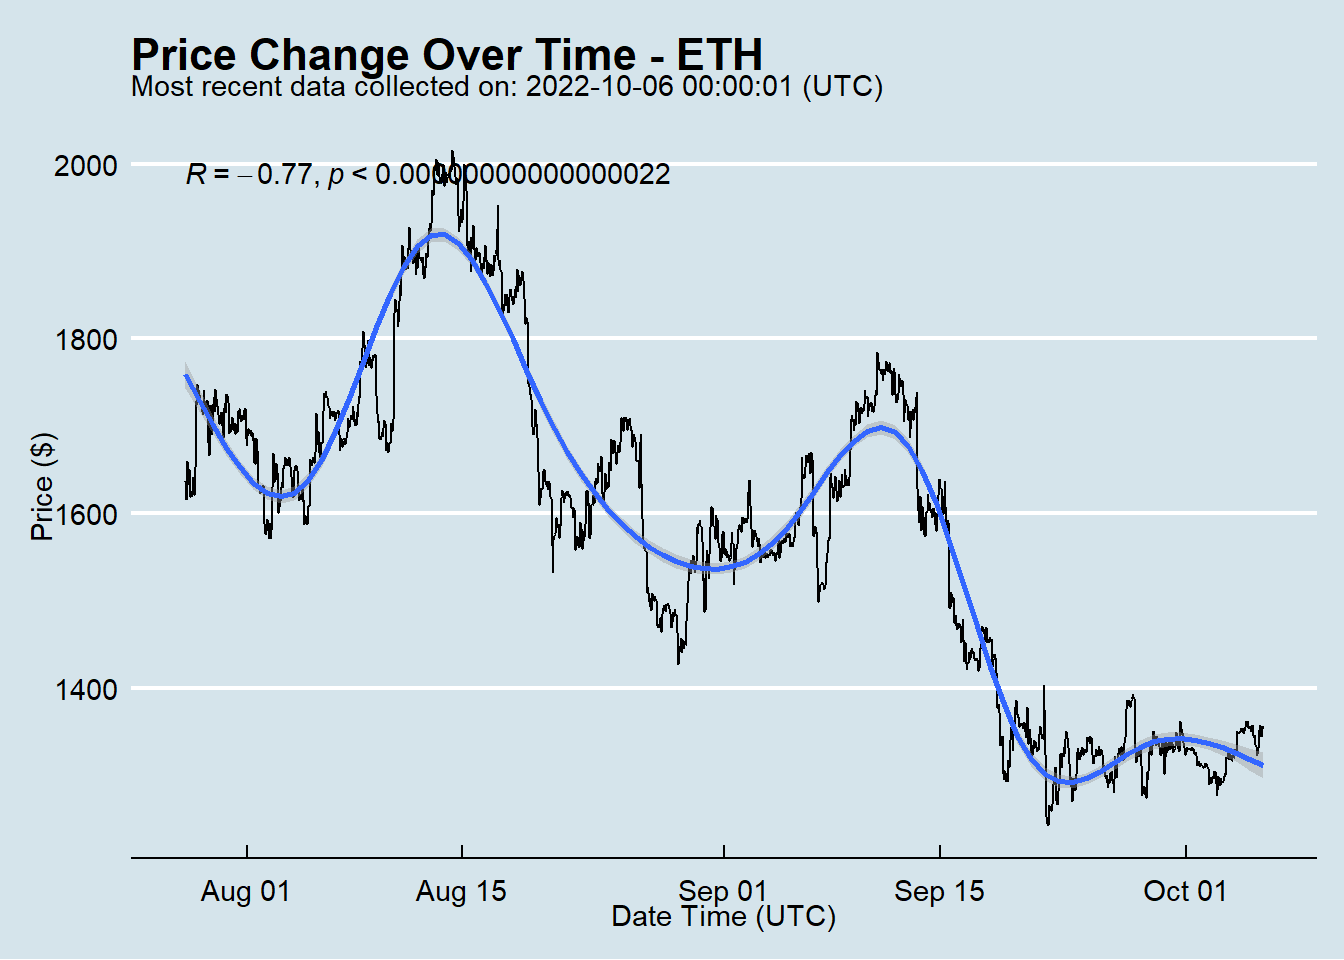 Price Change Over Time - ETH
Most recent data collected on: 2022-10-06 00:00:01 (UTC)
R = −0.77, p < 0.00000000000000022
Price ($)
2000
1800
1600
1400
Aug 01
Aug 15
Sep 01
Sep 15
Oct 01
Date Time (UTC)